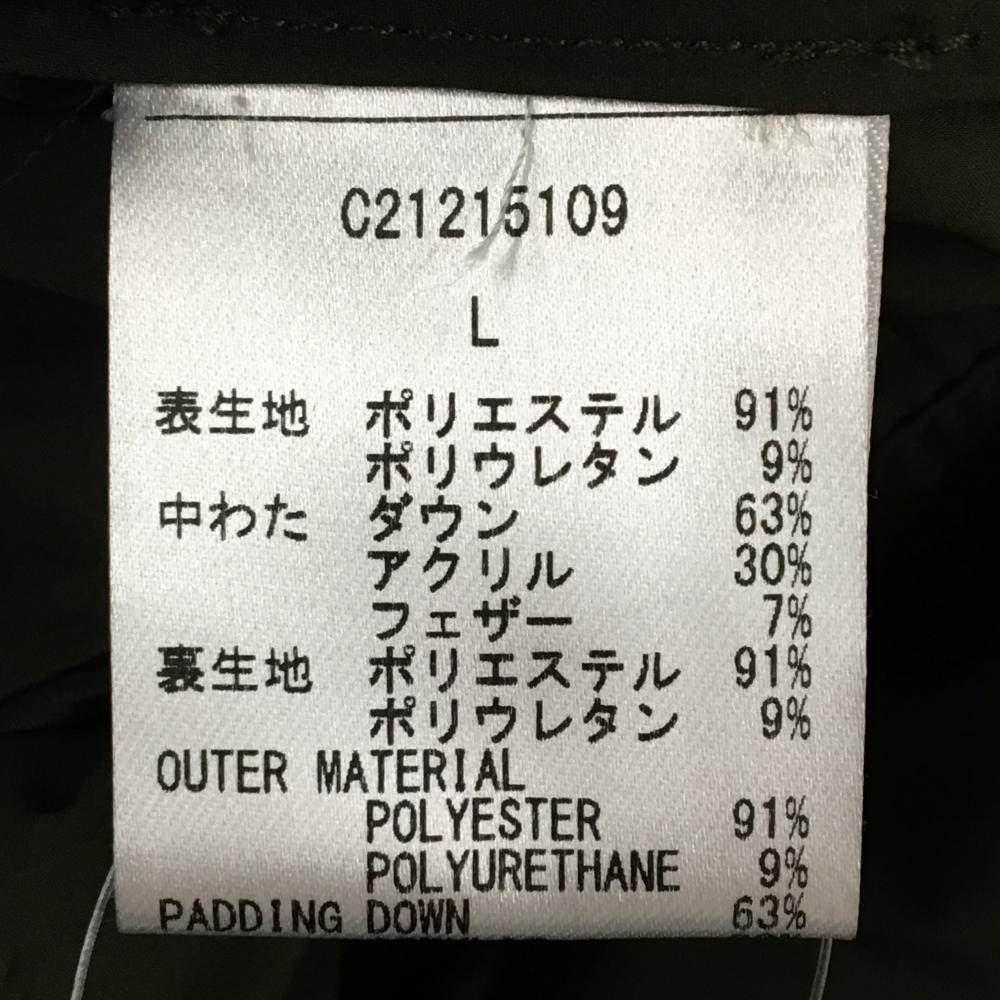 C21215109
L
表生地 ポリエステル 91%
ポリウレタン 9%
中わた ダウン 63%
アクリル 30%
フェザー 7%
裏生地 ポリエステル 91%
ポリウレタン 9%
OUTER MATERIAL
POLYESTER 91%
POLYURETHANE 9%
PADDING DOWN 63%